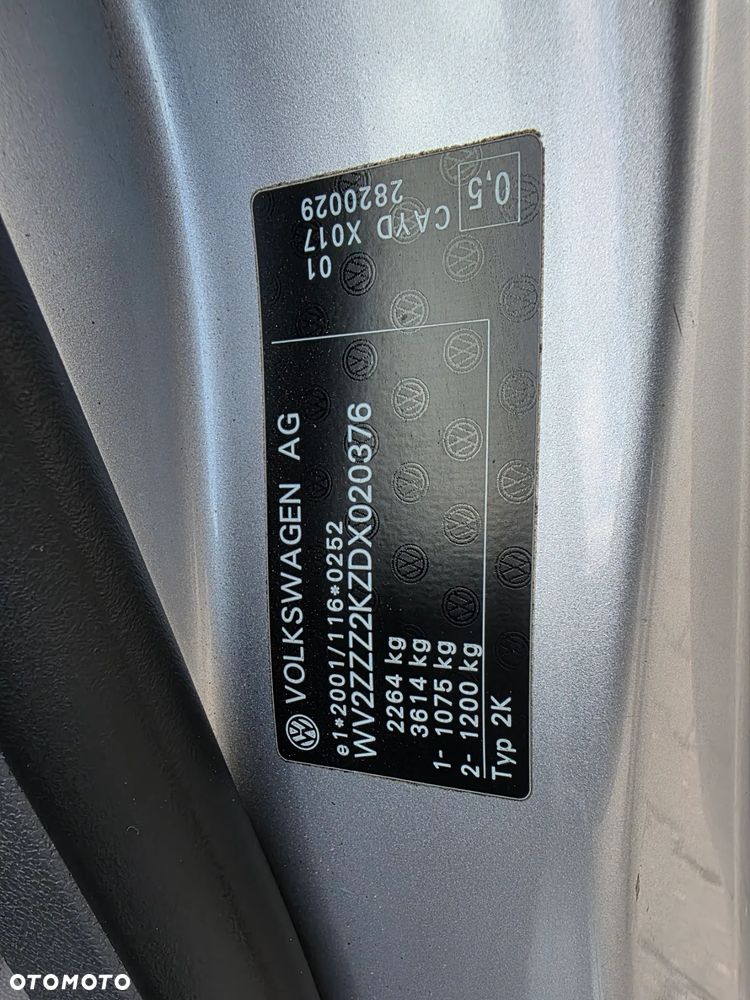 VOLKSWAGEN AG
e1*2001/116*0252
WV2ZZZ2KZDX020376
2264 kg
3614 kg
1- 1075 kg
2- 1200 kg
Typ 2K
01
2820029
CAYD X017
0,5
OTOMOTO